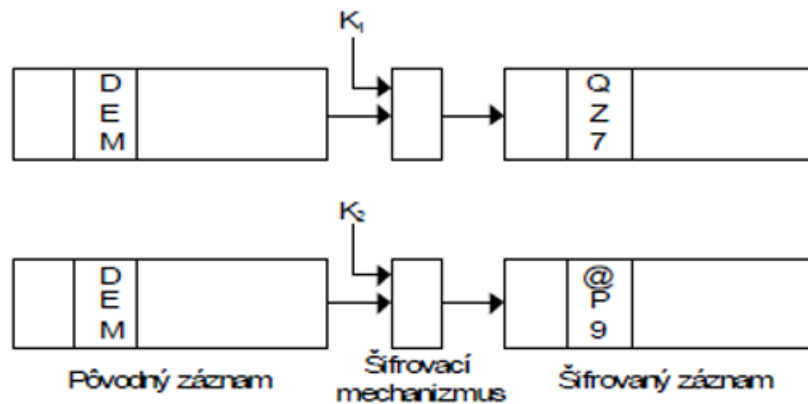 K₁
D
E
M
Q
Z
7
K₂
D
E
M
@
P
9
Pôvodný záznam
Šifrovací
mechanizmus
Šifrovaný záznam